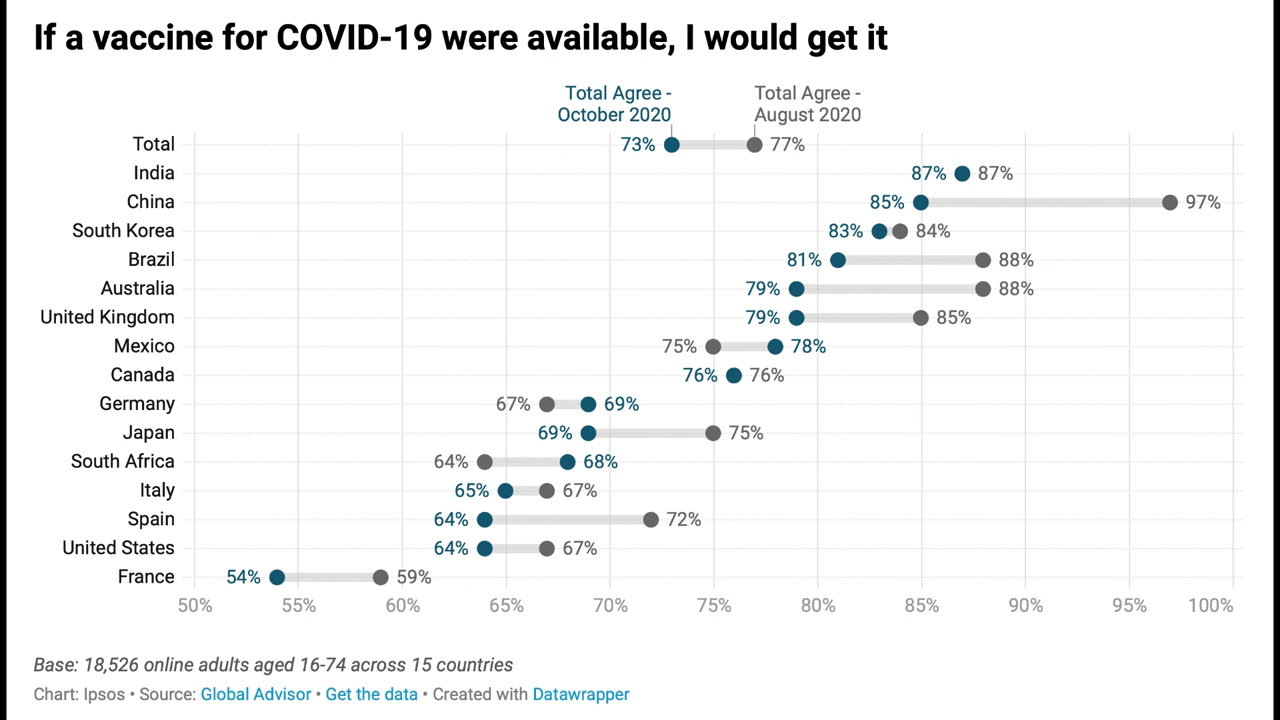 If a vaccine for COVID-19 were available, I would get it
Total Agree - Total Agree -
October 2020 August 2020
Total 73% 77%
India 87% 87%
China 85% 97%
South Korea 83% 84%
Brazil 81% 88%
Australia 79% 88%
United Kingdom 79% 85%
Mexico 75% 78%
Canada 76% 76%
Germany 67% 69%
Japan 69% 75%
South Africa 64% 68%
Italy 65% 67%
Spain 64% 72%
United States 64% 67%
France 54% 59%
50% 55% 60% 65% 70% 75% 80% 85% 90% 95% 100%
Base: 18,526 online adults aged 16-74 across 15 countries
Chart: Ipsos • Source: Global Advisor • Get the data • Created with Datawrapper